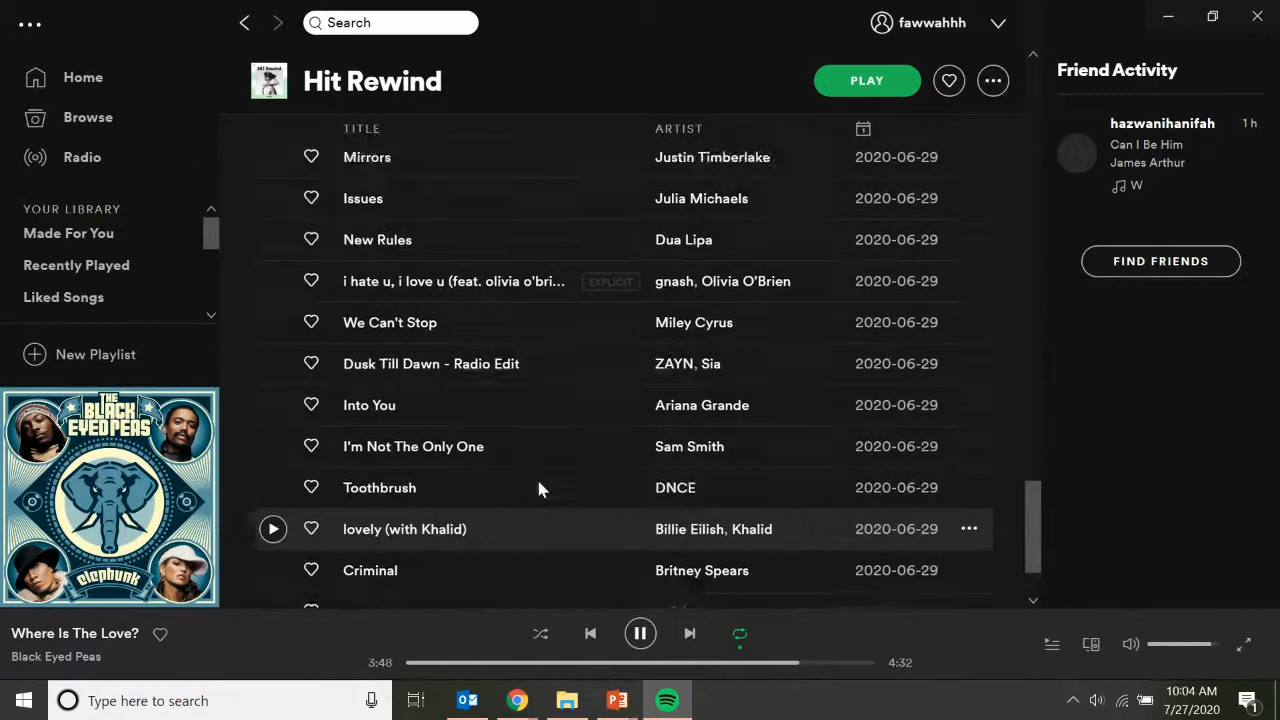 Search
fawwahhh
Home
Browse
Radio
YOUR LIBRARY
Made For You
Recently Played
Liked Songs
New Playlist
HIT Rewind
Hit Rewind
PLAY
TITLE ARTIST
Mirrors Justin Timberlake 2020-06-29
Issues Julia Michaels 2020-06-29
New Rules Dua Lipa 2020-06-29
i hate u, i love u (feat. olivia o'bri... EXPLICIT gnash, Olivia O'Brien 2020-06-29
We Can't Stop Miley Cyrus 2020-06-29
Dusk Till Dawn - Radio Edit ZAYN, Sia 2020-06-29
Into You Ariana Grande 2020-06-29
I'm Not The Only One Sam Smith 2020-06-29
Toothbrush DNCE 2020-06-29
lovely (with Khalid) Billie Eilish, Khalid 2020-06-29
Criminal Britney Spears 2020-06-29
Friend Activity
hazwanihanifah 1 h
Can I Be Him
James Arthur
W
FIND FRIENDS
THE
BLACK
EYED PEAS
elephunk
Where Is The Love?
Black Eyed Peas
3:48 4:32
Type here to search
10:04 AM
7/27/2020
1